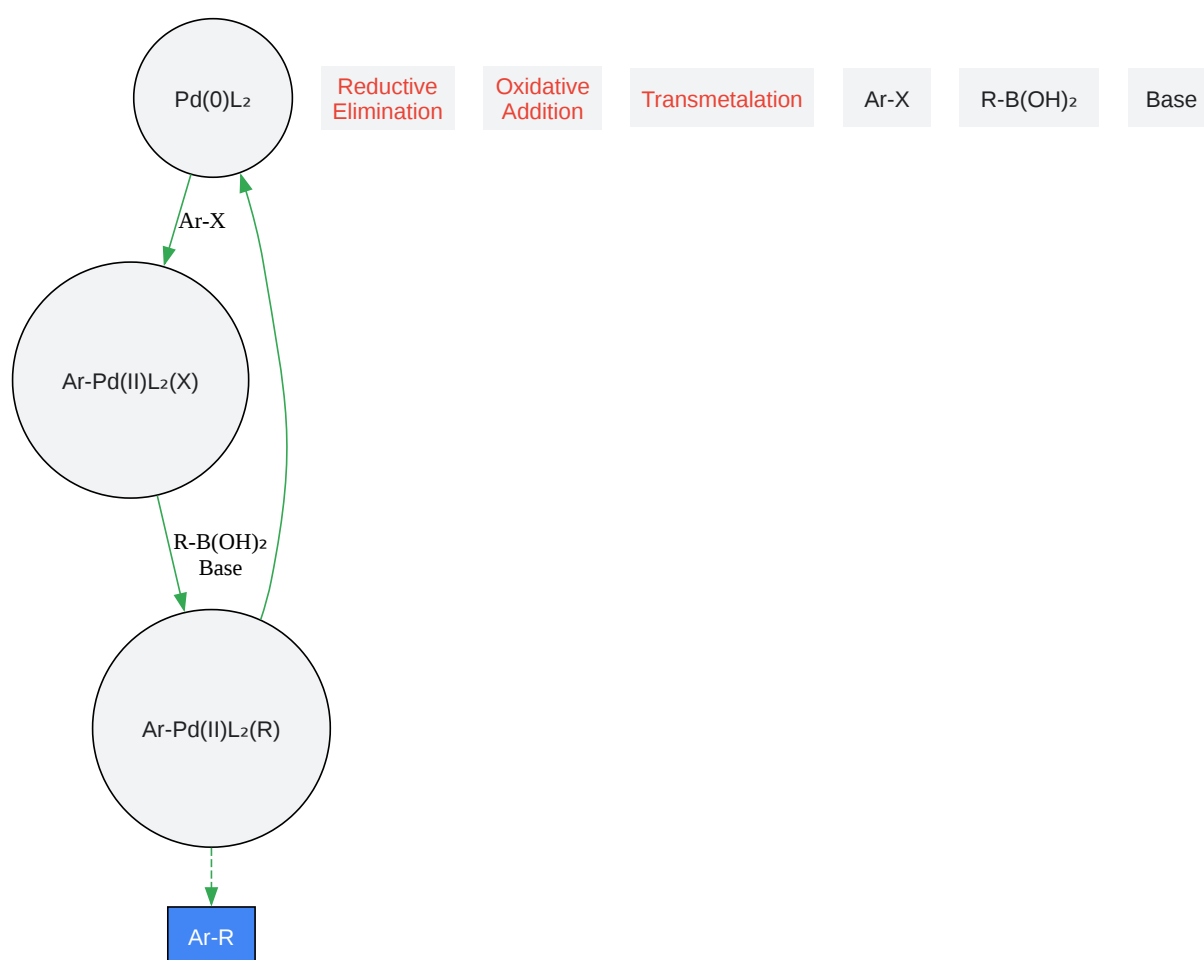 Pd(0)L₂
Reductive
Elimination
Oxidative
Addition
Transmetalation
Ar-X
R-B(OH)₂
Base
Ar-X
Ar-Pd(II)L₂(X)
R-B(OH)₂
Base
Ar-Pd(II)L₂(R)
Ar-R